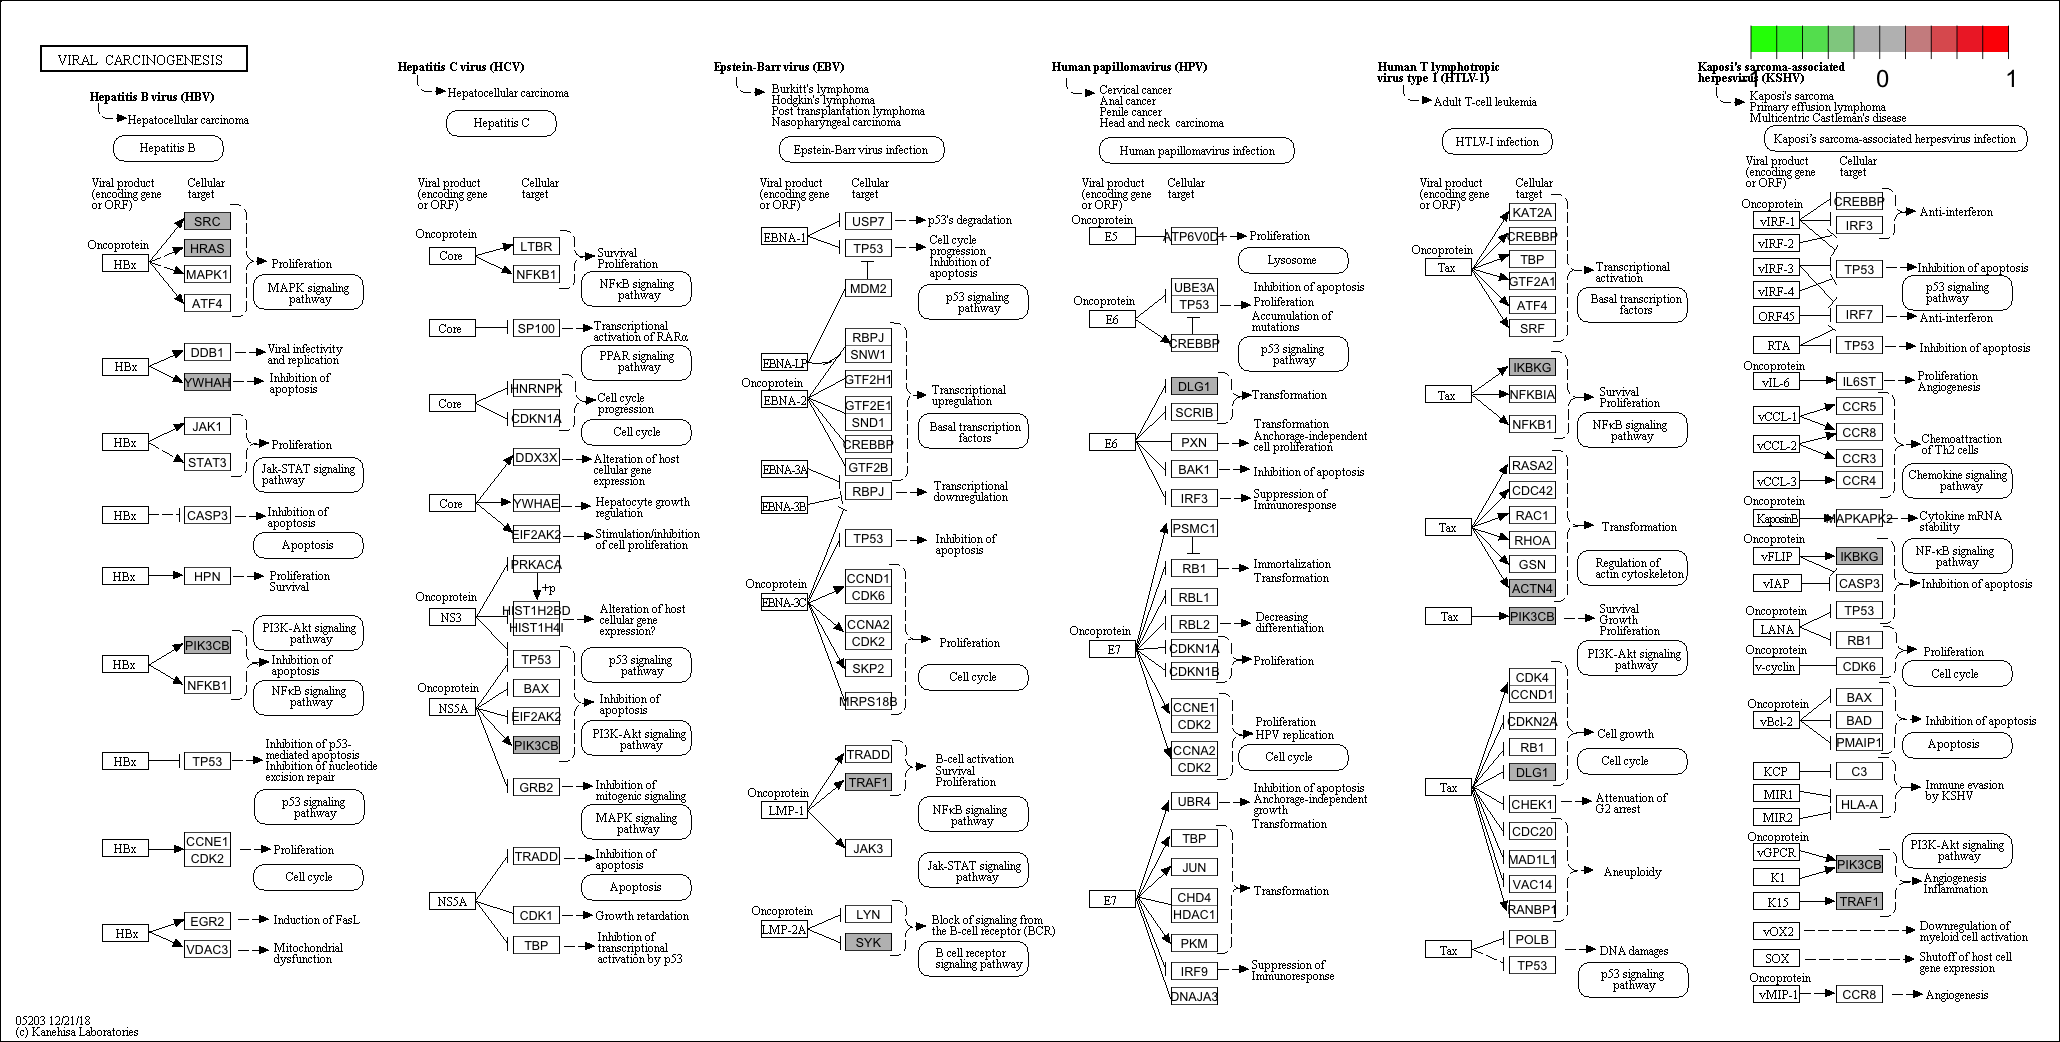 VIRAL CARCINOGENESIS
Hepatitis B virus (HBV)
Hepatocellular carcinoma
Hepatitis B
Viral product
(encoding gene
or ORF)
Cellular
target
Oncoprotein
HBx
SRC
HRAS
MAPK1
ATF4
Proliferation
MAPK signaling
pathway
HBx
DDB1
YWHAH
Viral infectivity
and replication
Inhibition of
apoptosis
HBx
JAK1
STAT3
Proliferation
Jak-STAT signaling
pathway
HBx
CASP3
Inhibition of
apoptosis
Apoptosis
HBx
HPN
Proliferation
Survival
PI3K-Akt signaling
pathway
HBx
PIK3CB
NFKB1
Inhibition of
apoptosis
NFκB signaling
pathway
HBx
TP53
Inhibition of p53-
mediated apoptosis
Inhibition of nucleotide
excision repair
p53 signaling
pathway
HBx
CCNE1
CDK2
Proliferation
Cell cycle
HBx
EGR2
VDAC3
Induction of FasL
Mitochondrial
dysfunction
05203 12/21/18
(c) Kanehisa Laboratories
Hepatitis C virus (HCV)
Hepatocellular carcinoma
Hepatitis C
Viral product
(encoding gene
or ORF)
Cellular
target
Oncoprotein
Core
LTBR
NFKB1
Survival
Proliferation
NFκB signaling
pathway
Core
SP100
Transcriptional
activation of RARα
PPAR signaling
pathway
Core
HNRNPK
CDKN1A
Cell cycle
progression
Cell cycle
Core
DDX3X
YWHAE
EIF2AK2
Alteration of host
cellular gene
expression
Hepatocyte growth
regulation
Stimulation/inhibition
of cell proliferation
Oncoprotein
NS3
PRKACA
+p
HIST1H2BD
HIST1H4I
Alteration of host
cellular gene
expression?
TP53
p53 signaling
pathway
Oncoprotein
NS5A
BAX
EIF2AK2
PIK3CB
Inhibition of
apoptosis
PI3K-Akt signaling
pathway
GRB2
Inhibition of
mitogenic signaling
MAPK signaling
pathway
NS5A
TRADD
Inhibition of
apoptosis
Apoptosis
CDK1
Growth retardation
TBP
Inhibtion of
transcriptional
activation by p53
Epstein-Barr virus (EBV)
Burkitt's lymphoma
Hodgkin's lymphoma
Post transplantation lymphoma
Nasopharyngeal carcinoma
Epstein-Barr virus infection
Viral product
(encoding gene
or ORF)
Cellular
target
EBNA-1
USP7
TP53
p53's degradation
Cell cycle
progression
Inhibition of
apoptosis
MDM2
p53 signaling
pathway
EBNA-LP
Oncoprotein
EBNA-2
RBPJ
SNW1
GTF2H1
GTF2E1
SND1
CREBBP
GTF2B
Transcriptional
upregulation
Basal transcription
factors
EBNA-3A
EBNA-3B
RBPJ
Transcriptional
downregulation
TP53
Inhibition of
apoptosis
Oncoprotein
EBNA-3C
CCND1
CDK6
CCNA2
CDK2
SKP2
MRPS18B
Proliferation
Cell cycle
Oncoprotein
LMP-1
TRADD
TRAF1
JAK3
B-cell activation
Survival
Proliferation
NFκB signaling
pathway
Jak-STAT signaling
pathway
Oncoprotein
LMP-2A
LYN
SYK
Block of signaling from
the B-cell receptor (BCR)
B cell receptor
signaling pathway
Human papillomavirus (HPV)
Cervical cancer
Anal cancer
Penile cancer
Head and neck carcinoma
Human papillomavirus infection
Viral product
(encoding gene
or ORF)
Cellular
target
Oncoprotein
E5
ATP6V0D1
Proliferation
Lysosome
Oncoprotein
E6
UBE3A
TP53
CREBBP
Inhibition of apoptosis
Proliferation
Accumulation of
mutations
p53 signaling
pathway
E6
DLG1
SCRIB
PXN
BAK1
IRF3
Transformation
Transformation
Anchorage-independent
cell proliferation
Inhibition of apoptosis
Suppression of
Immunoresponse
Oncoprotein
E7
PSMC1
RB1
RBL1
RBL2
CDKN1A
CDKN1B
CCNE1
CDK2
CCNA2
CDK2
Immortalization
Transformation
Decreasing
differentiation
Proliferation
Proliferation
HPV replication
Cell cycle
E7
UBR4
TBP
JUN
CHD4
HDAC1
PKM
IRF9
DNAJA3
Inhibition of apoptosis
Anchorage-independent
growth
Transformation
Transformation
Suppression of
Immunoresponse
Human T lymphotropic
virus type 1 (HTLV-1)
Adult T-cell leukemia
HTLV-I infection
Viral product
(encoding gene
or ORF)
Cellular
target
Oncoprotein
Tax
KAT2A
CREBBP
TBP
GTF2A1
ATF4
SRF
Transcriptional
activation
Basal transcription
factors
Tax
IKBKG
NFKBIA
NFKB1
Survival
Proliferation
NFκB signaling
pathway
Tax
RASA2
CDC42
RAC1
RHOA
GSN
ACTN4
Transformation
Regulation of
actin cytoskeleton
Tax
PIK3CB
Survival
Growth
Proliferation
PI3K-Akt signaling
pathway
Tax
CDK4
CCND1
CDKN2A
RB1
DLG1
CHEK1
CDC20
MAD1L1
VAC14
RANBP1
Cell growth
Cell cycle
Attenuation of
G2 arrest
Aneuploidy
Tax
POLB
TP53
DNA damages
p53 signaling
pathway
-1
0
1
Kaposi's sarcoma-associated
herpesvirus (KSHV)
Kaposi's sarcoma
Primary effusion lymphoma
Multicentric Castleman's disease
Kaposi's sarcoma-associated herpesvirus infection
Viral product
(encoding gene
or ORF)
Cellular
target
Oncoprotein
vIRF-1
vIRF-2
CREBBP
IRF3
Anti-interferon
vIRF-3
vIRF-4
TP53
Inhibition of apoptosis
p53 signaling
pathway
ORF45
IRF7
Anti-interferon
RTA
TP53
Inhibition of apoptosis
Oncoprotein
vIL-6
IL6ST
Proliferation
Angiogenesis
vCCL-1
vCCL-2
vCCL-3
CCR5
CCR8
CCR3
CCR4
Chemoattraction
of Th2 cells
Chemokine signaling
pathway
Oncoprotein
KaposinB
MAPKAPK2
Cytokine mRNA
stability
Oncoprotein
vFLIP
IKBKG
NF-κB signaling
pathway
vIAP
CASP3
Inhibition of apoptosis
Oncoprotein
LANA
TP53
RB1
Oncoprotein
v-cyclin
CDK6
Proliferation
Cell cycle
Oncoprotein
vBcl-2
BAX
BAD
PMAIP1
Inhibition of apoptosis
Apoptosis
KCP
MIR1
MIR2
C3
HLA-A
Immune evasion
by KSHV
Oncoprotein
vGPCR
K1
K15
PIK3CB
TRAF1
PI3K-Akt signaling
pathway
Angiogenesis
Inflammation
vOX2
Downregulation of
myeloid cell activation
SOX
Shutoff of host cell
gene expression
Oncoprotein
vMIP-1
CCR8
Angiogenesis